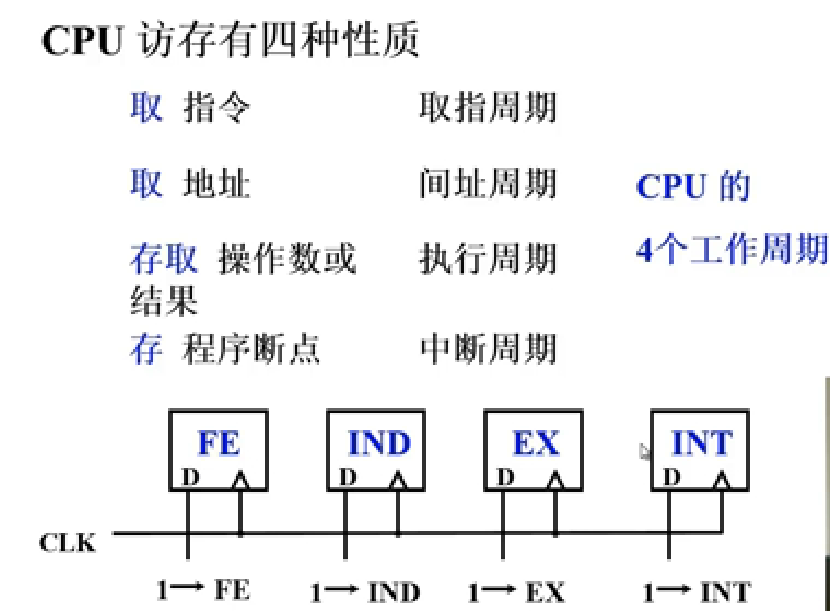 CPU 访存有四种性质
取 指令 取指周期
取 地址 间址周期 CPU 的
存取 操作数或 执行周期 4个工作周期
结果
存 程序断点 中断周期
FE IND EX INT
D D D D
CLK
1→ FE 1→ IND 1→ EX 1→ INT